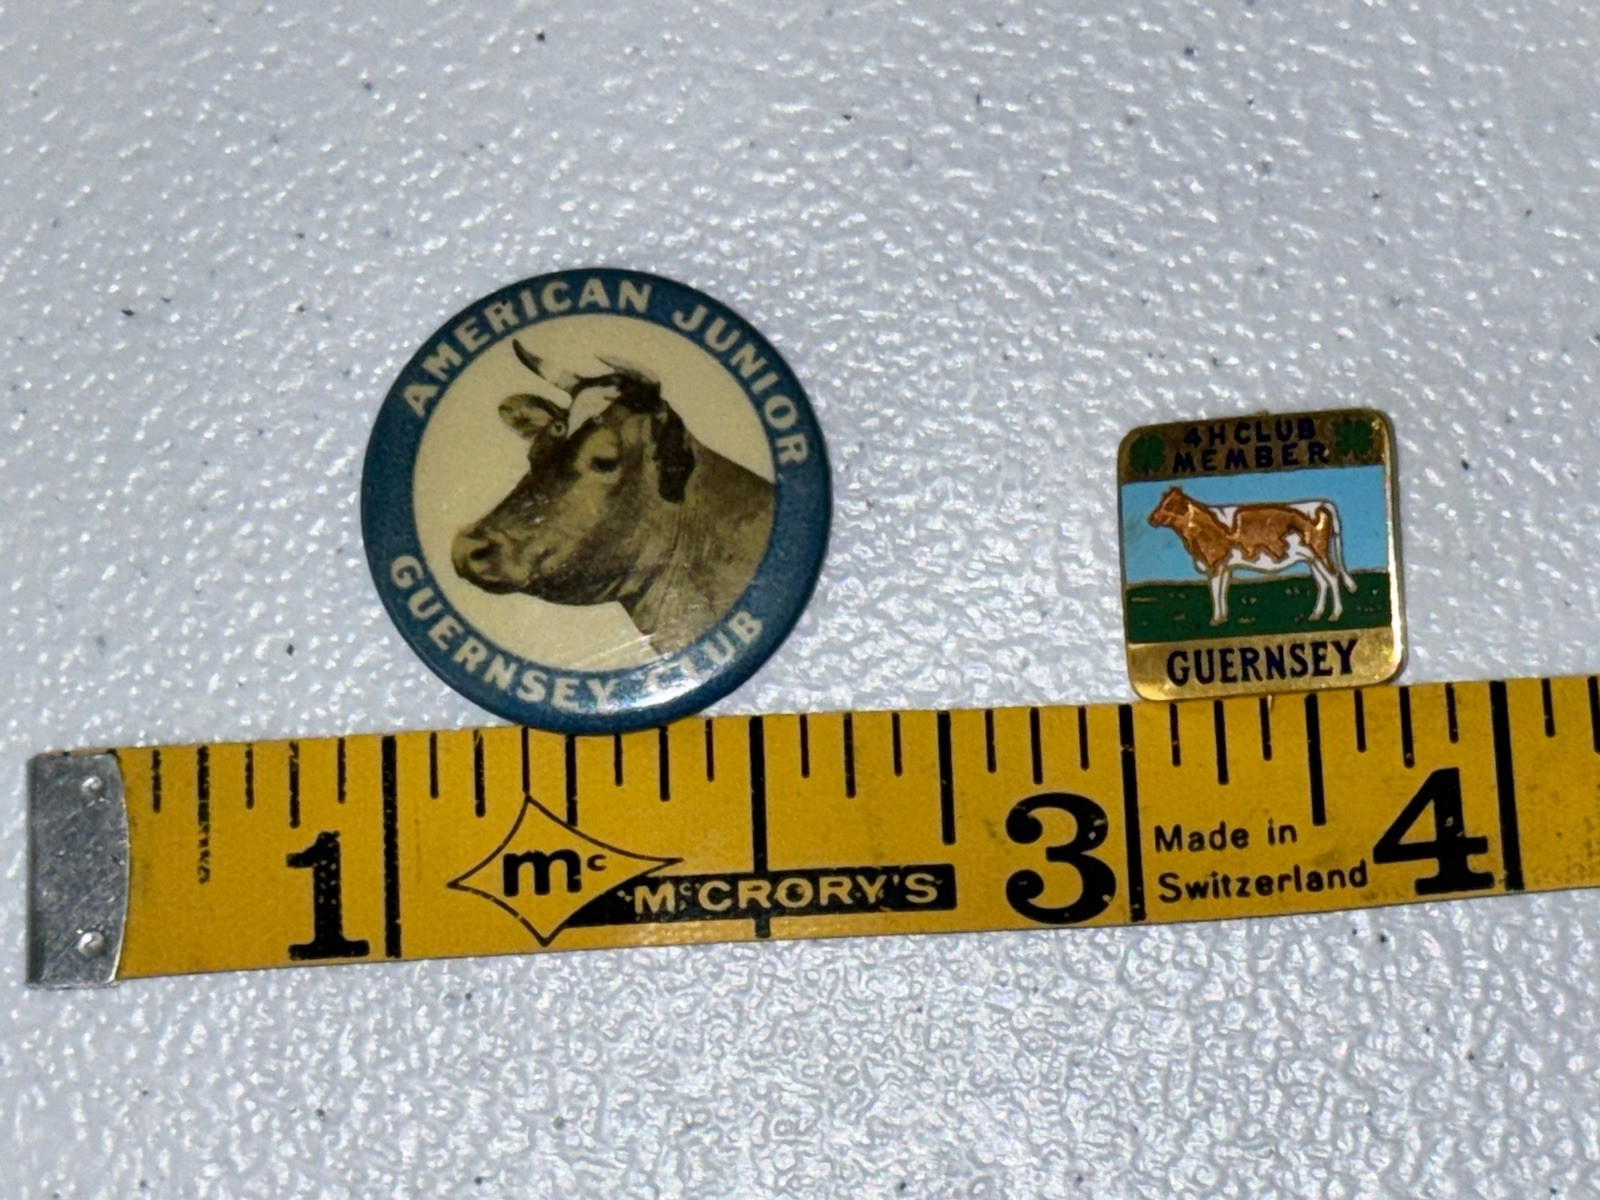 AMERICAN JUNIOR
GUERNSEY CLUB
4H CLUB
MEMBER
GUERNSEY
1
mc
McCRORY'S
3
Made in
Switzerland
4